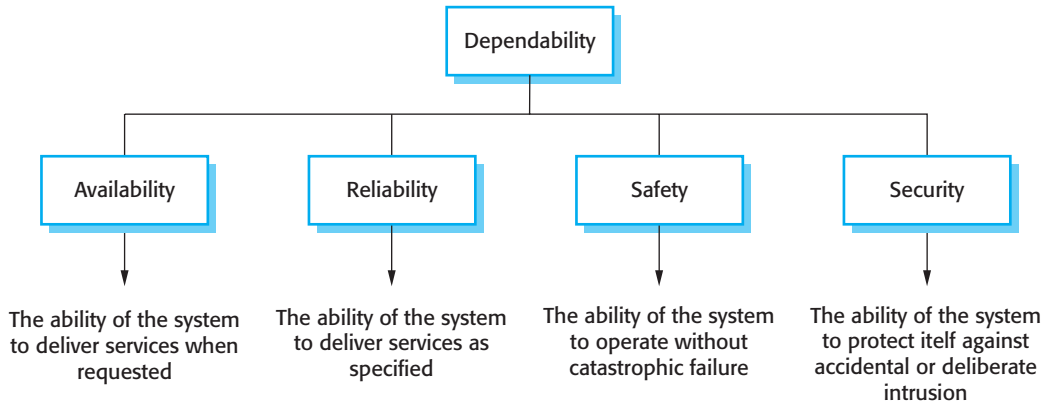 Dependability
Availability
Reliability
Safety
Security
The ability of the system
to deliver services when
requested
The ability of the system
to deliver services as
specified
The ability of the system
to operate without
catastrophic failure
The ability of the system
to protect itelf against
accidental or deliberate
intrusion